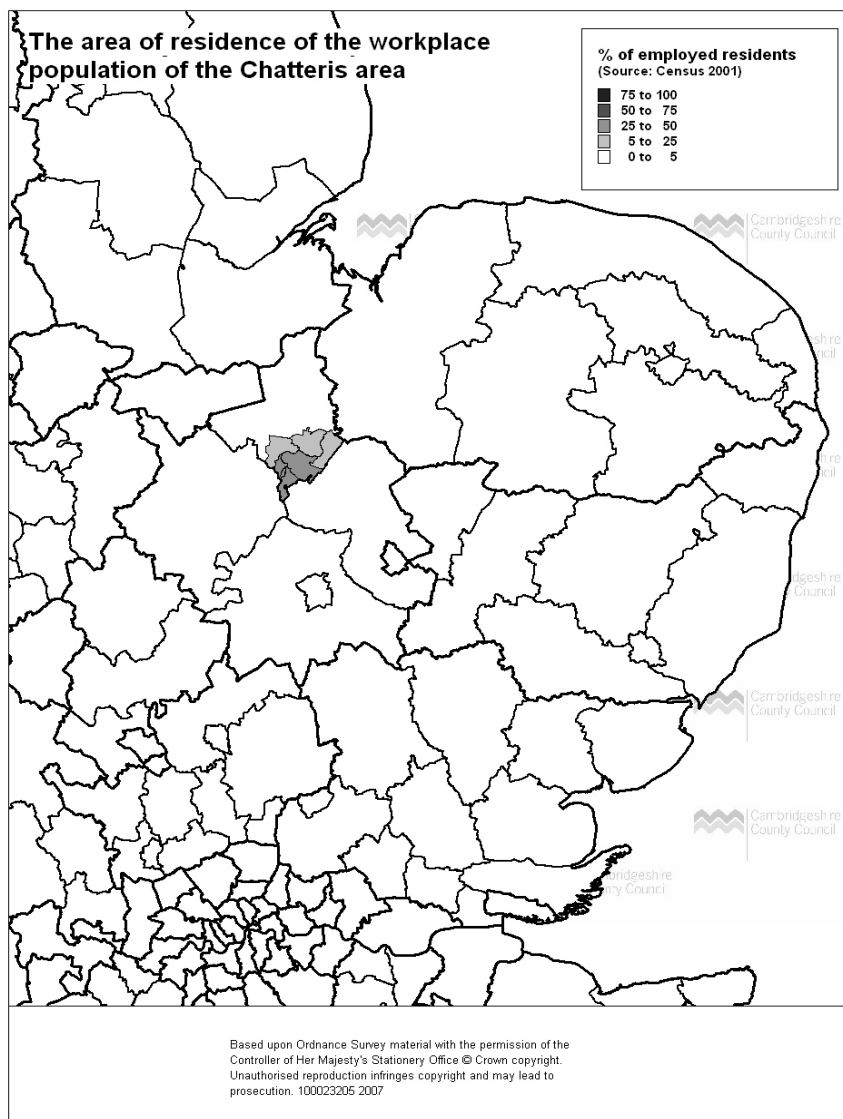 The area of residence of the workplace
population of the Chatteris area
% of employed residents
(Source: Census 2001)
75 to 100
50 to 75
25 to 50
5 to 25
0 to 5
Cambridgeshire
County Council
Cambridgeshire
County Council
Cambridgeshire
County Council
Based upon Ordnance Survey material with the permission of the
Controller of Her Majesty's Stationery Office © Crown copyright.
Unauthorised reproduction infringes copyright and may lead to
prosecution. 100023205 2007